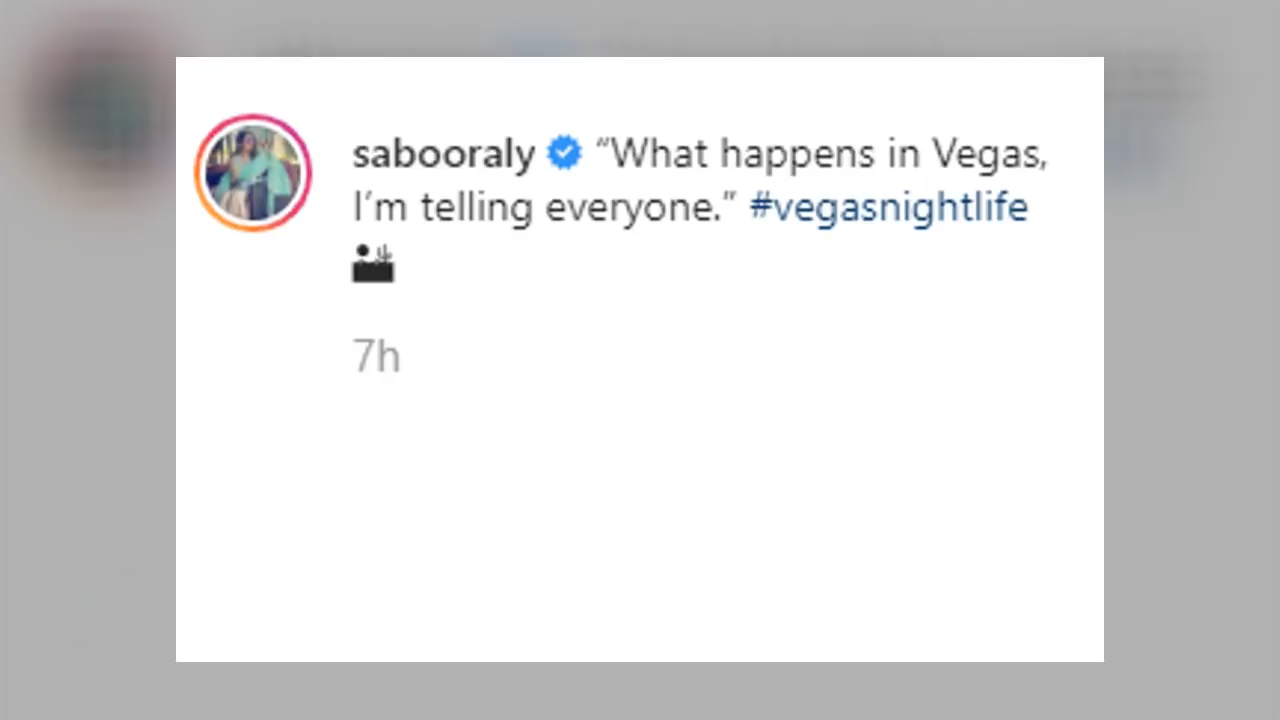 sabooraly “What happens in Vegas,
I’m telling everyone.” #vegasnightlife
7h